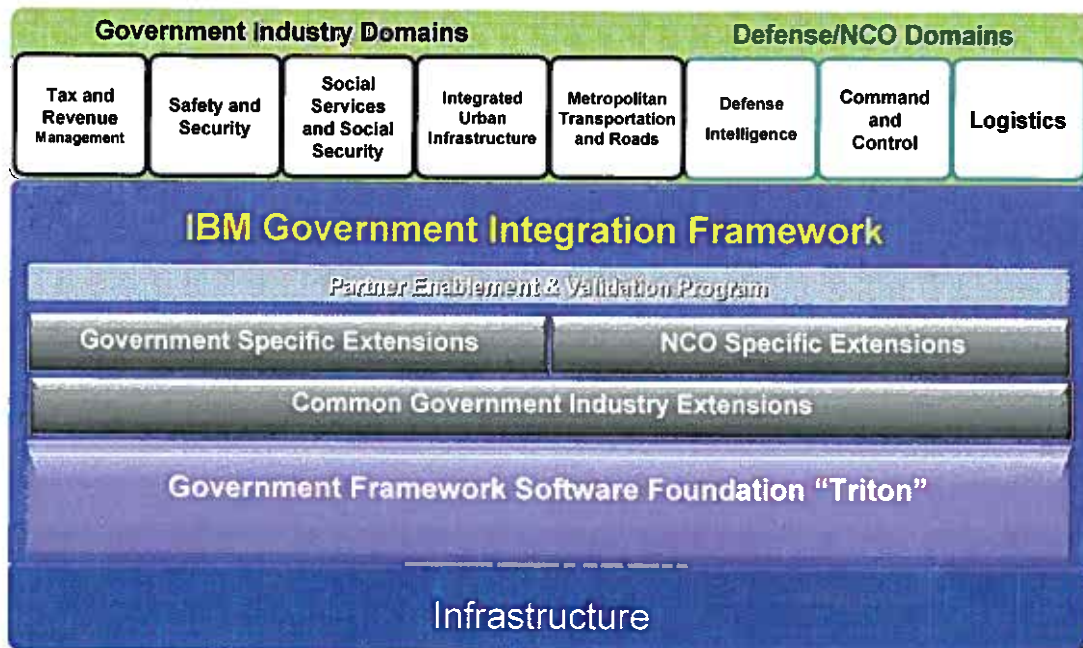 Government Industry Domains
Defense/NCO Domains
Tax and
Revenue
Management
Safety and
Security
Social
Services
and Social
Security
Integrated
Urban
Infrastructure
Metropolitan
Transportation
and Roads
Defense
Intelligence
Command
and
Control
Logistics
IBM Government Integration Framework
Partner Enablement & Validation Program
Government Specific Extensions
NCO Specific Extensions
Common Government Industry Extensions
Government Framework Software Foundation “Triton”
Infrastructure